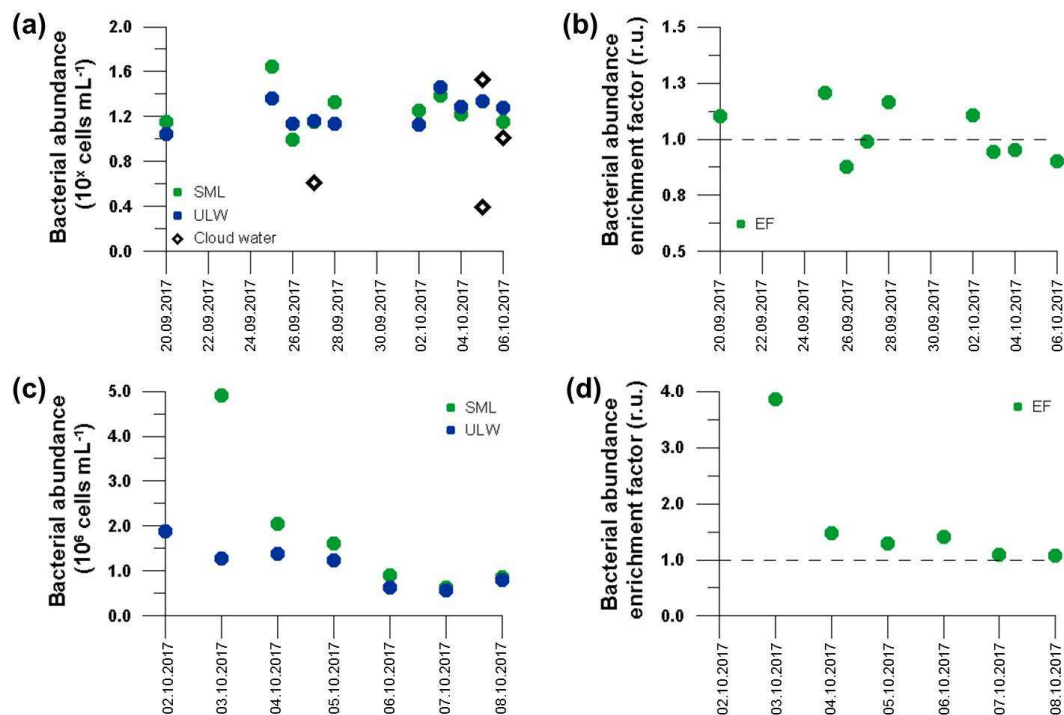 (a)
Bacterial abundance
(10ˣ cells mL⁻¹)
2.0
1.6
1.2
0.8
0.4
0.0
SML
ULW
Cloud water
20.09.2017
22.09.2017
24.09.2017
26.09.2017
28.09.2017
30.09.2017
02.10.2017
04.10.2017
06.10.2017
(b)
Bacterial abundance
enrichment factor (r.u.)
1.5
1.3
1.0
0.8
0.5
EF
20.09.2017
22.09.2017
24.09.2017
26.09.2017
28.09.2017
30.09.2017
02.10.2017
04.10.2017
06.10.2017
(c)
Bacterial abundance
(10⁶ cells mL⁻¹)
5.0
4.0
3.0
2.0
1.0
0.0
SML
ULW
02.10.2017
03.10.2017
04.10.2017
05.10.2017
06.10.2017
07.10.2017
08.10.2017
(d)
Bacterial abundance
enrichment factor (r.u.)
4.0
3.0
2.0
1.0
0.0
EF
02.10.2017
03.10.2017
04.10.2017
05.10.2017
06.10.2017
07.10.2017
08.10.2017